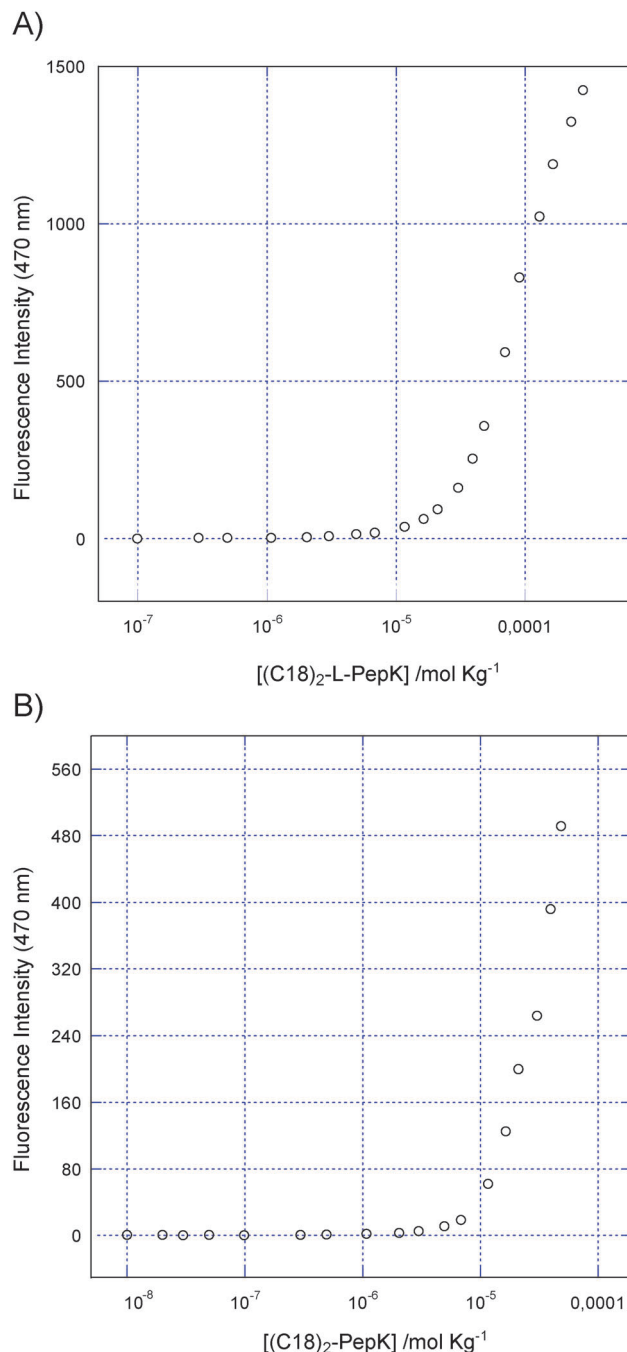 A)
1500
1000
500
0
Fluorescence Intensity (470 nm)
10⁻⁷ 10⁻⁶ 10⁻⁵ 0,0001
[(C18)₂-L-PepK] /mol Kg⁻¹
B)
560
480
400
320
240
160
80
0
Fluorescence Intensity (470 nm)
10⁻⁸ 10⁻⁷ 10⁻⁶ 10⁻⁵ 0,0001
[(C18)₂-PepK] /mol Kg⁻¹